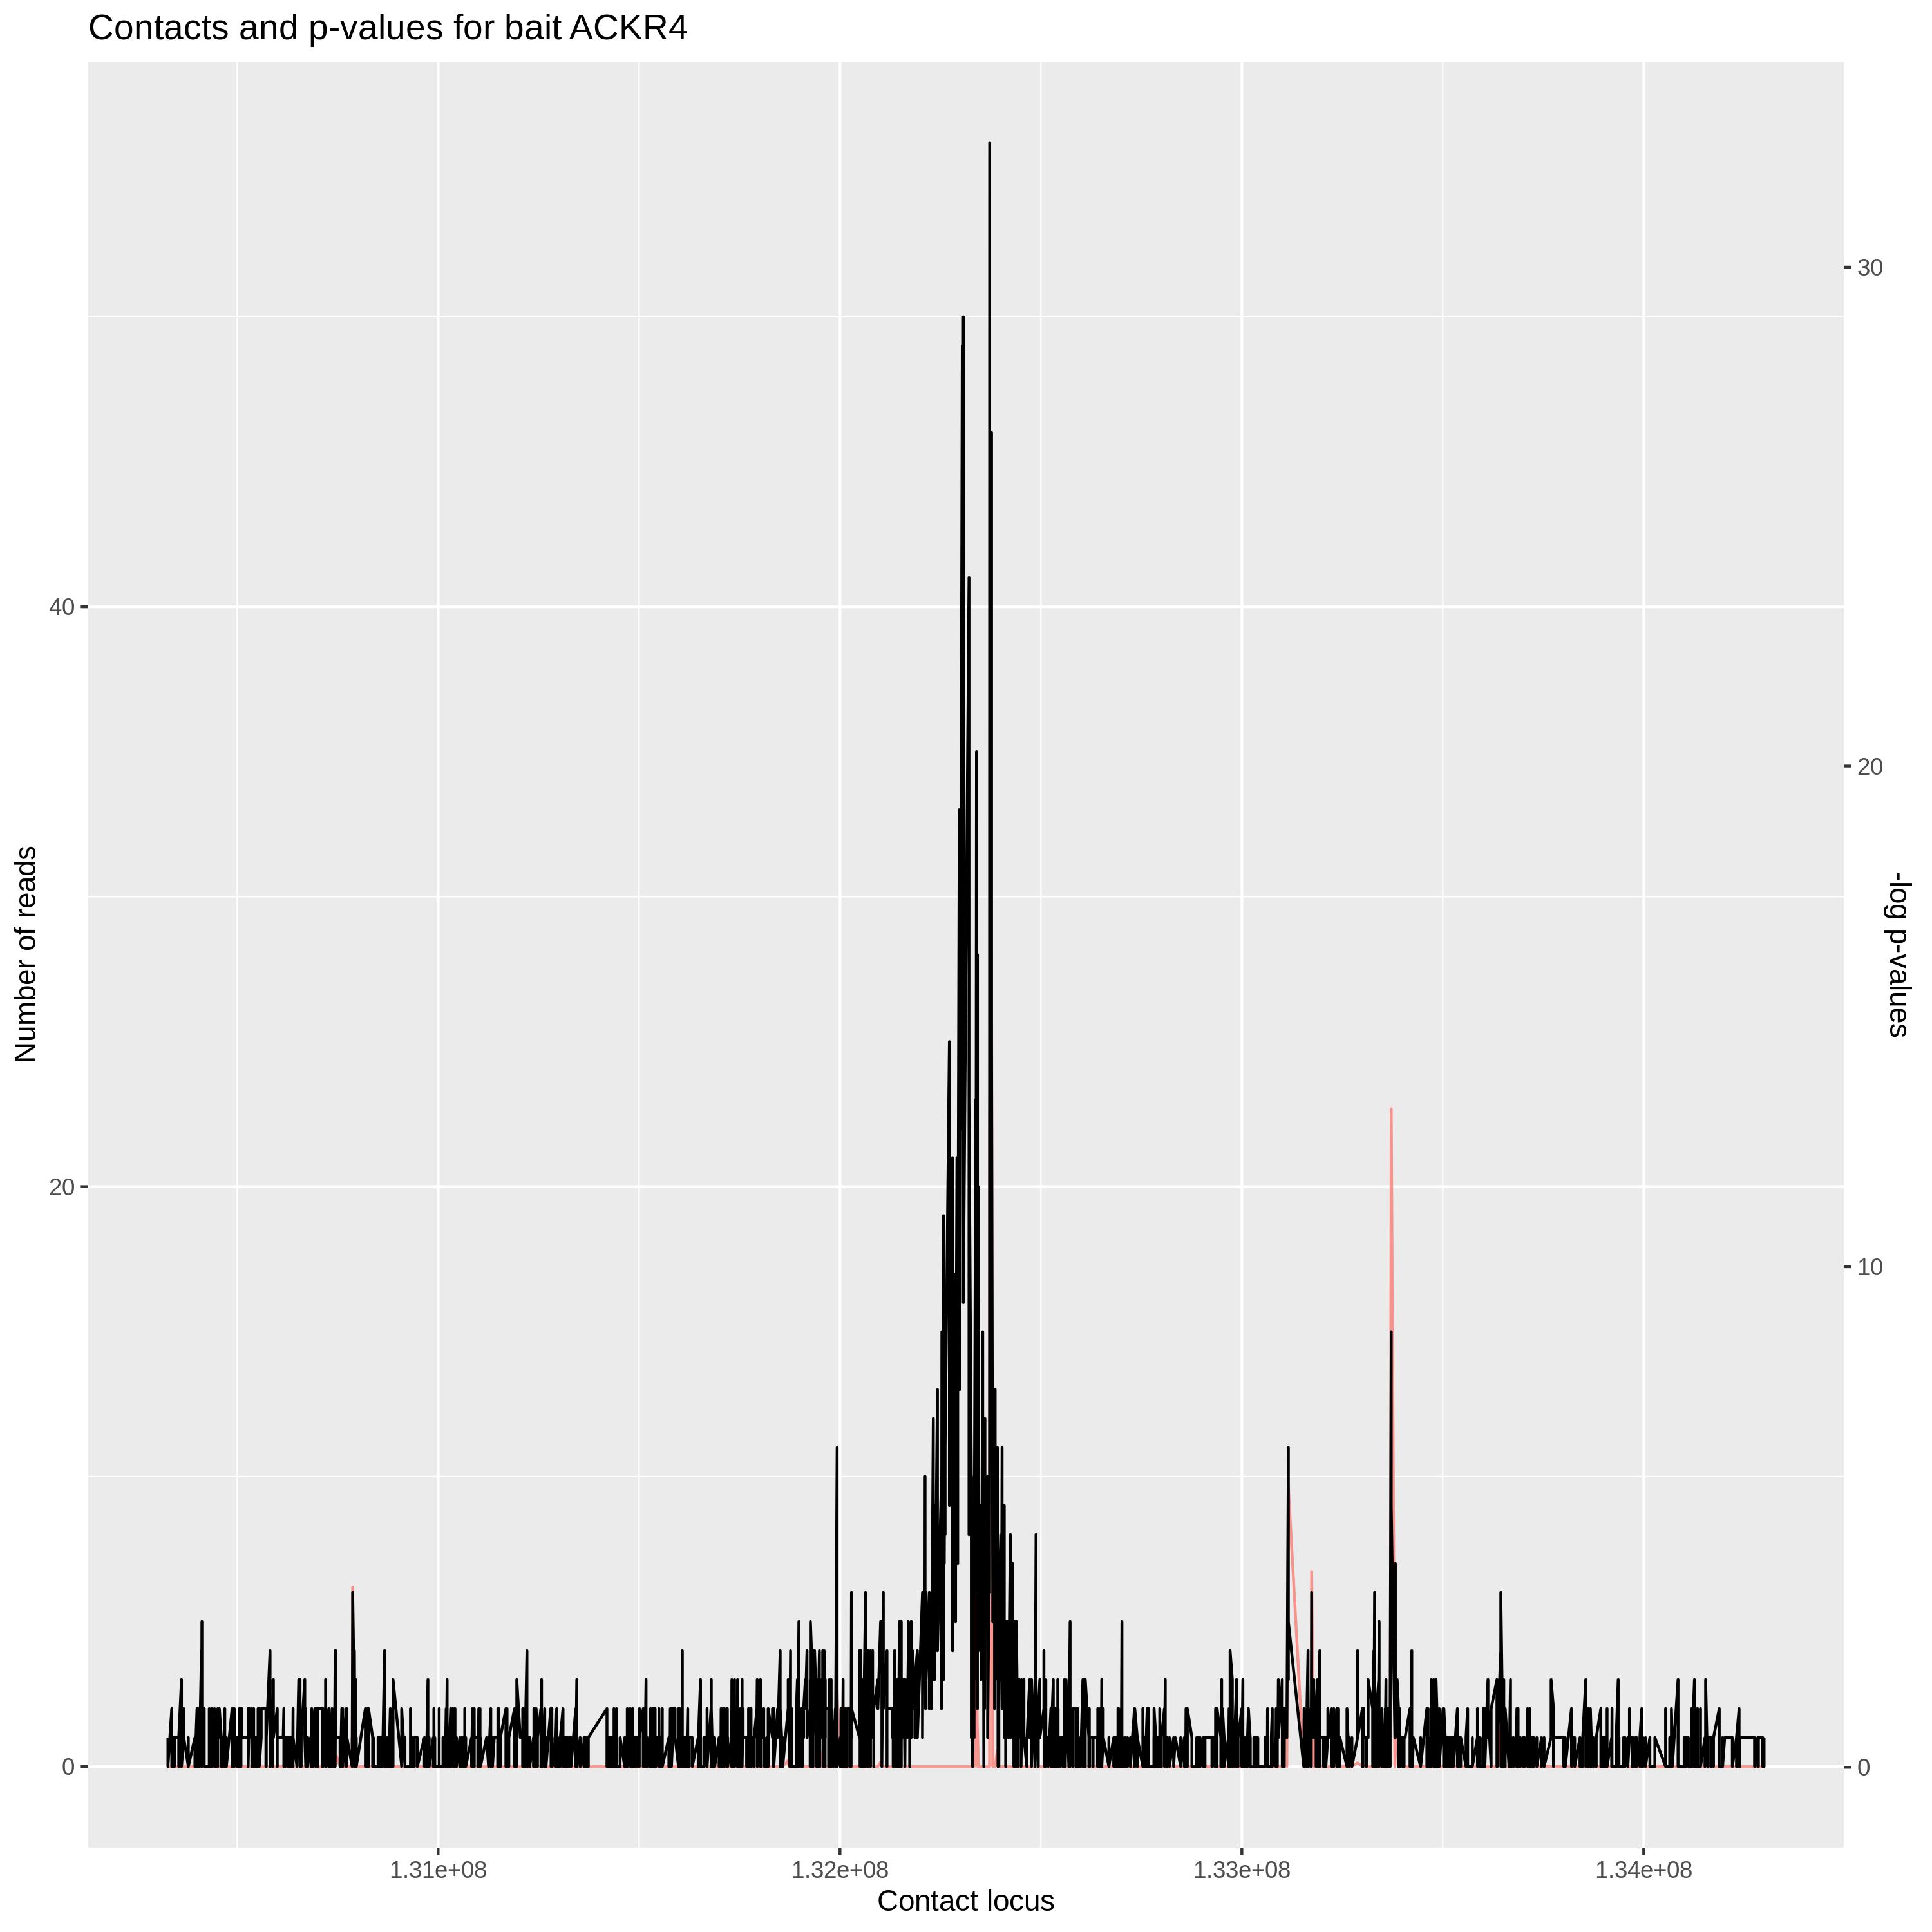 Contacts and p-values for bait ACKR4
Number of reads
40
20
0
30
20
10
0
-log p-values
1.31e+08 1.32e+08 1.33e+08 1.34e+08
Contact locus